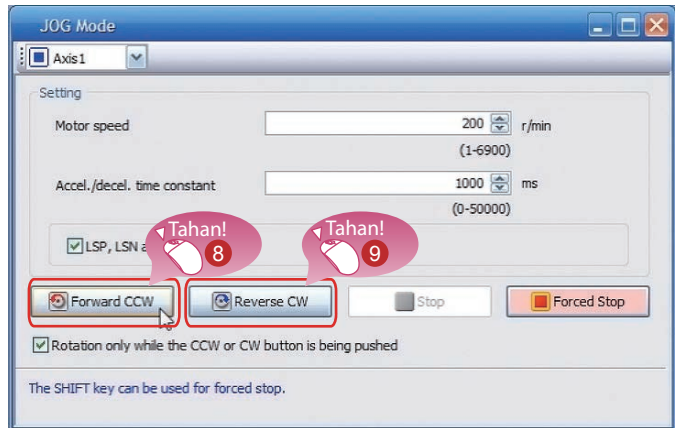 JOG Mode
Axis1
Setting
Motor speed 200 r/min
(1-6900)
Accel./decel. time constant 1000 ms
(0-50000)
Tahan! 8
Tahan! 9
LSP, LSN
Forward CCW Reverse CW Stop Forced Stop
Rotation only while the CCW or CW button is being pushed
The SHIFT key can be used for forced stop.